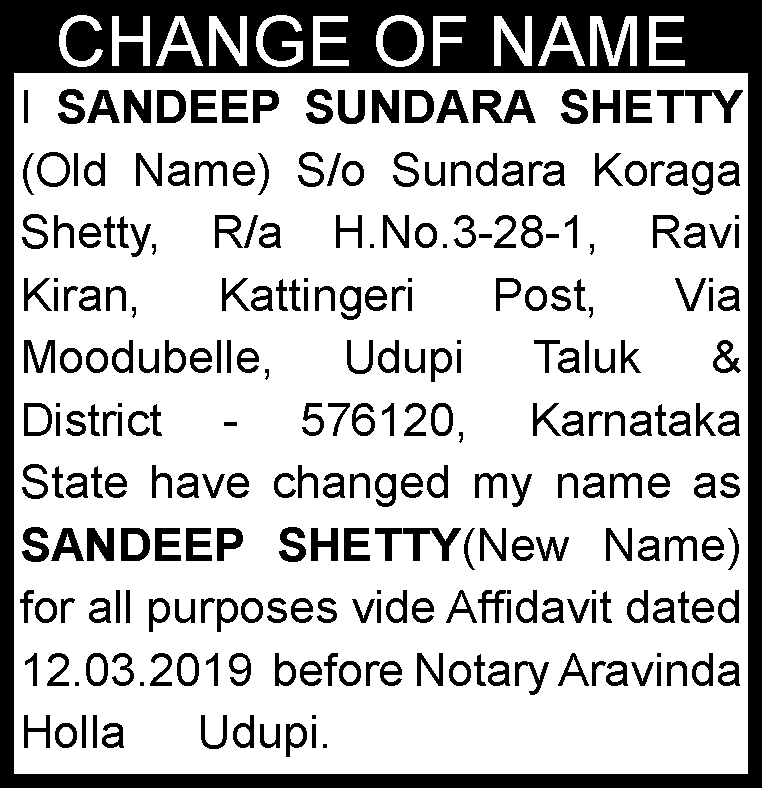 CHANGE OF NAME
I SANDEEP SUNDARA SHETTY
(Old Name) S/o Sundara Koraga
Shetty, R/a H.No.3-28-1, Ravi
Kiran, Kattingeri Post, Via
Moodubelle, Udupi Taluk &
District - 576120, Karnataka
State have changed my name as
SANDEEP SHETTY(New Name)
for all purposes vide Affidavit dated
12.03.2019 before Notary Aravinda
Holla Udupi.